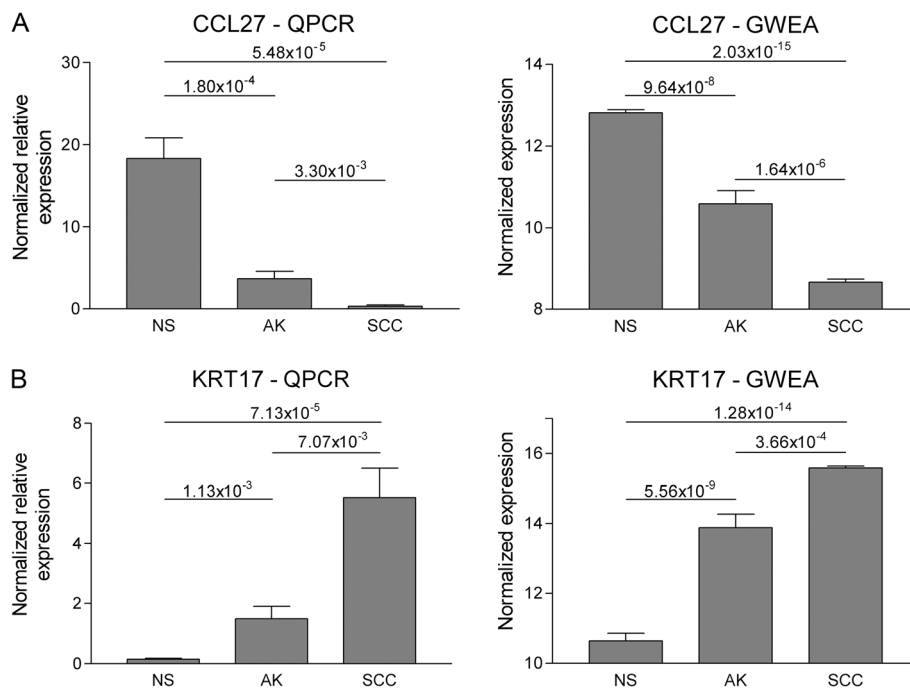 A
CCL27 - QPCR
5.48x10⁻⁵
1.80x10⁻⁴
3.30x10⁻³
Normalized relative
expression
30
20
10
0
NS AK SCC
CCL27 - GWEA
2.03x10⁻¹⁵
9.64x10⁻⁸
1.64x10⁻⁶
Normalized expression
14
12
10
8
NS AK SCC
B
KRT17 - QPCR
7.13x10⁻⁵
7.07x10⁻³
1.13x10⁻³
Normalized relative
expression
8
6
4
2
0
NS AK SCC
KRT17 - GWEA
1.28x10⁻¹⁴
3.66x10⁻⁴
5.56x10⁻⁹
Normalized expression
16
14
12
10
NS AK SCC